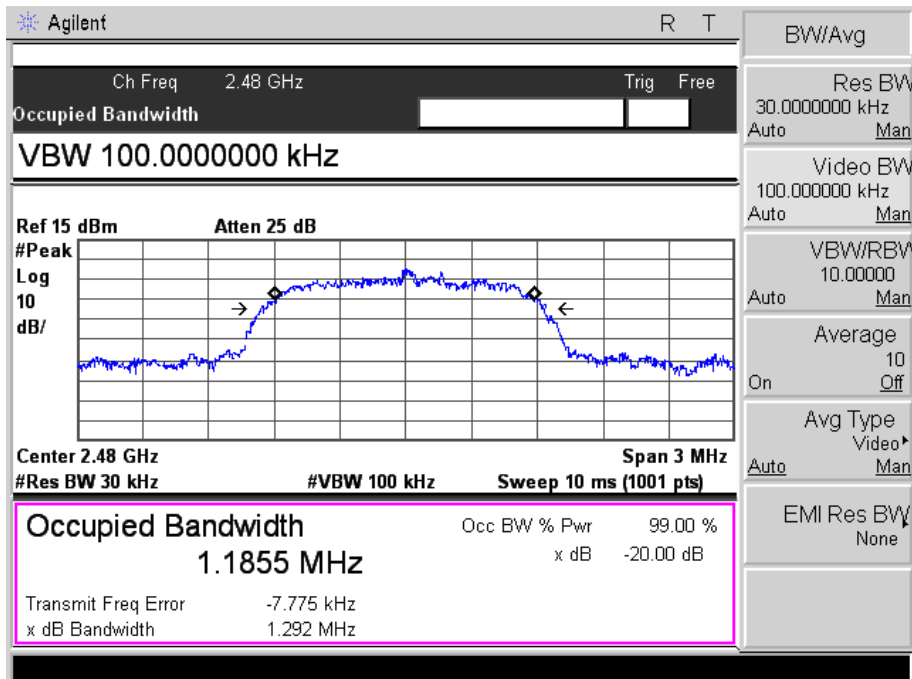 Agilent R T
Ch Freq 2.48 GHz Trig Free
Occupied Bandwidth
VBW 100.0000000 kHz
Ref 15 dBm Atten 25 dB
#Peak
Log
10
dB/
Center 2.48 GHz Span 3 MHz
#Res BW 30 kHz #VBW 100 kHz Sweep 10 ms (1001 pts)
Occupied Bandwidth
1.1855 MHz
Occ BW % Pwr 99.00 %
x dB -20.00 dB
Transmit Freq Error -7.775 kHz
x dB Bandwidth 1.292 MHz
BW/Avg
Res BW
30.0000000 kHz
Auto Man
Video BW
100.000000 kHz
Auto Man
VBW/RBW
10.00000
Auto Man
Average
10
On Off
Avg Type
Video
Auto Man
EMI Res BW
None